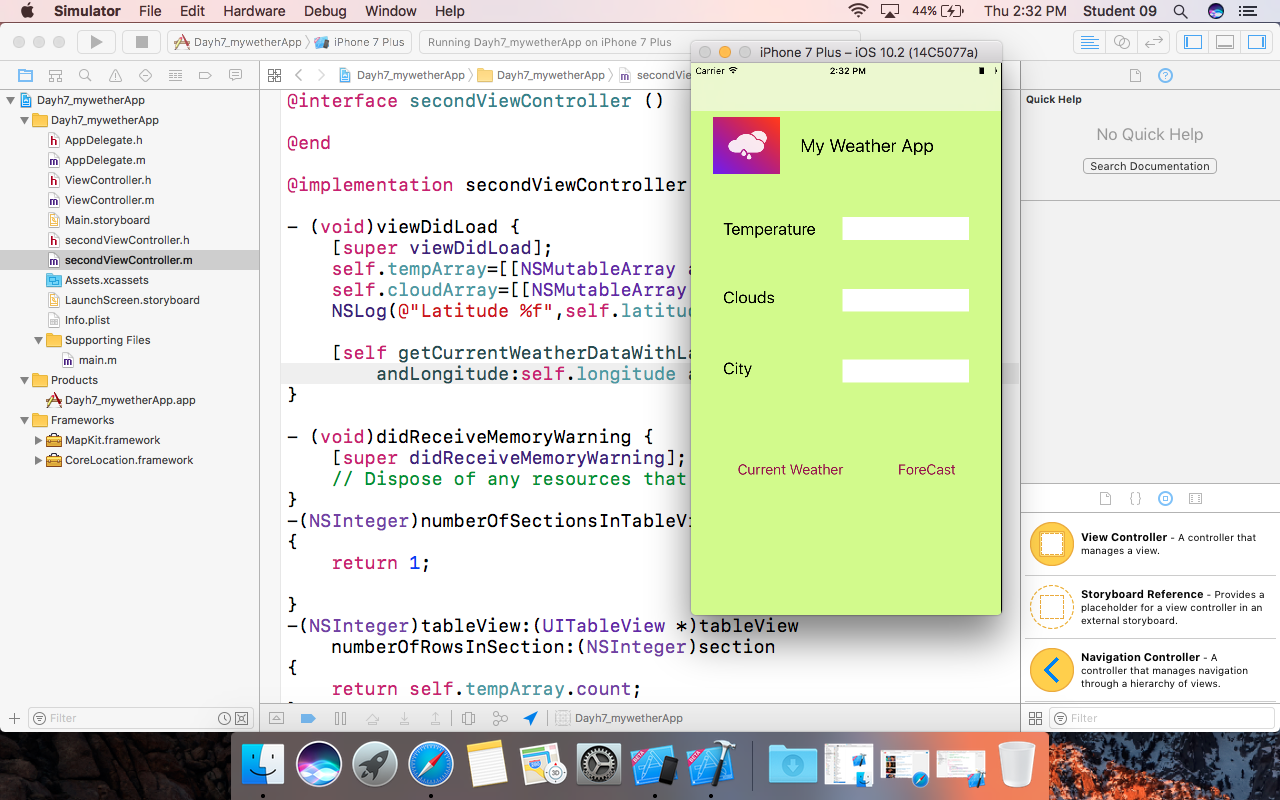 Simulator File Edit Hardware Debug Window Help 44% Thu 2:32 PM Student 09
Dayh7_mywetherApp iPhone 7 Plus Running Dayh7_mywetherApp on iPhone 7 Plus
iPhone 7 Plus – iOS 10.2 (14C5077a)
Dayh7_mywetherApp Dayh7_mywetherApp secondVi
Carrier 2:32 PM
My Weather App
Temperature
Clouds
City
Current Weather ForeCast
Dayh7_mywetherApp
Dayh7_mywetherApp
AppDelegate.h
AppDelegate.m
ViewController.h
ViewController.m
Main.storyboard
secondViewController.h
secondViewController.m
Assets.xcassets
LaunchScreen.storyboard
Info.plist
Supporting Files
main.m
Products
Dayh7_mywetherApp.app
Frameworks
MapKit.framework
CoreLocation.framework
Filter
@interface secondViewController ()
@end
@implementation secondViewController
- (void)viewDidLoad {
[super viewDidLoad];
self.tempArray=[[NSMutableArray a
self.cloudArray=[[NSMutableArray
NSLog(@"Latitude %f",self.latitud
[self getCurrentWeatherDataWithLa
andLongitude:self.longitude a
}
- (void)didReceiveMemoryWarning {
[super didReceiveMemoryWarning];
// Dispose of any resources that
}
-(NSInteger)numberOfSectionsInTableVi
{
return 1;
}
-(NSInteger)tableView:(UITableView *)tableView
numberOfRowsInSection:(NSInteger)section
{
return self.tempArray.count;
Dayh7_mywetherApp
Quick Help
No Quick Help
Search Documentation
View Controller - A controller that
manages a view.
Storyboard Reference - Provides a
placeholder for a view controller in an
external storyboard.
Navigation Controller - A
controller that manages navigation
through a hierarchy of views.
Filter